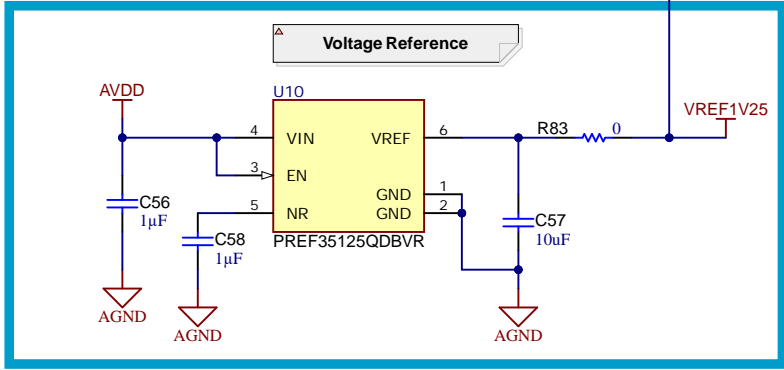 Voltage Reference
AVDD
U10
VREF1V25
4 VIN VREF 6 R83 0
3 EN
C56
1µF
GND 1
5 NR GND 2
C58
1µF
C57
10uF
PREF35125QDBVR
AGND
AGND
AGND